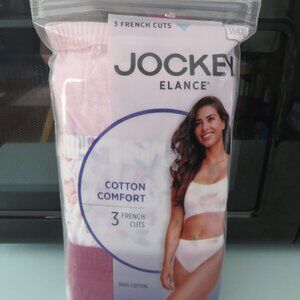 3 FRENCH CUTS
JOCKEY
ELANCE®
COTTON
COMFORT
3 FRENCH
CUTS
100% COTTON